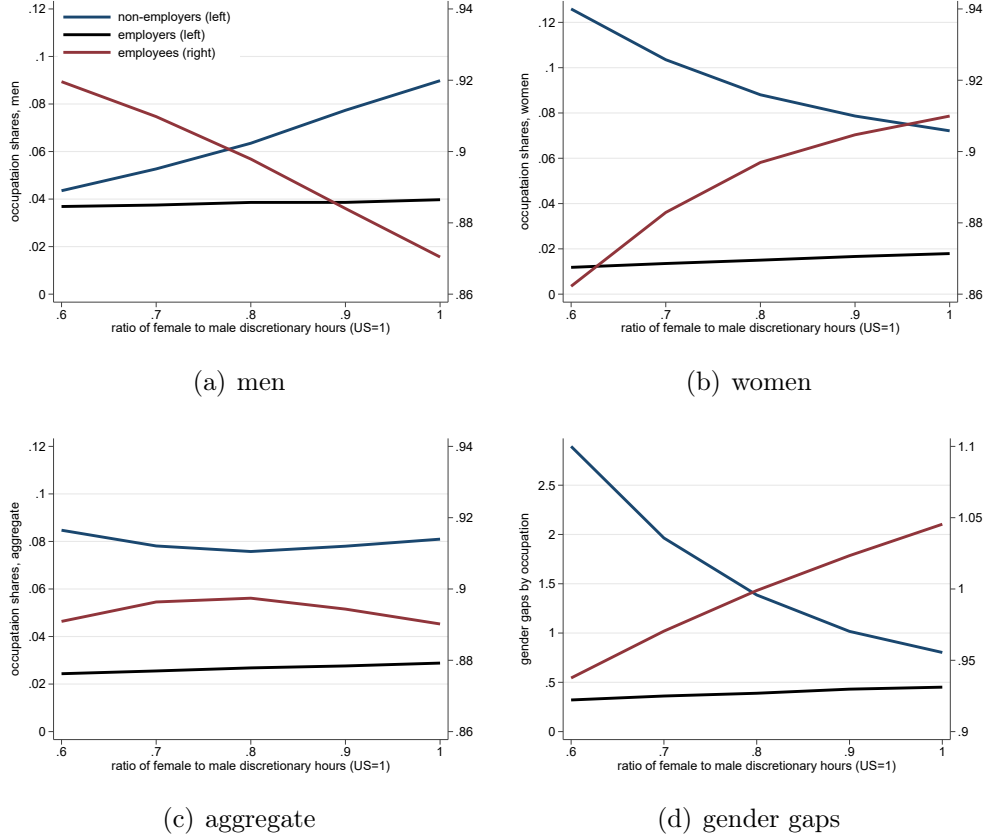 .12
.1
.08
.06
.04
.02
0
occupataion shares, men
non-employers (left)
employers (left)
employees (right)
.94
.92
.9
.88
.86
.6 .7 .8 .9 1
ratio of female to male discretionary hours (US=1)
(a) men
.12
.1
.08
.06
.04
.02
0
occupataion shares, women
.94
.92
.9
.88
.86
.6 .7 .8 .9 1
ratio of female to male discretionary hours (US=1)
(b) women
.12
.1
.08
.06
.04
.02
0
occupataion shares, aggregate
.94
.92
.9
.88
.86
.6 .7 .8 .9 1
ratio of female to male discretionary hours (US=1)
(c) aggregate
2.5
2
1.5
1
.5
0
gender gaps by occupation
1.1
1.05
1
.95
.9
.6 .7 .8 .9 1
ratio of female to male discretionary hours (US=1)
(d) gender gaps